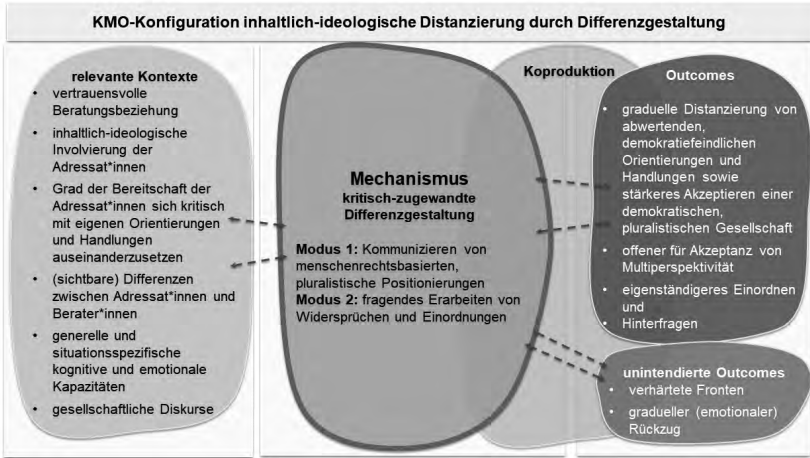 KMO-Konfiguration inhaltlich-ideologische Distanzierung durch Differenzgestaltung
relevante Kontexte
• vertrauensvolle
Beratungsbeziehung
• inhaltlich-ideologische
Involvierung der
Adressat*innen
• Grad der Bereitschaft der
Adressat*innen sich kritisch
mit eigenen Orientierungen
und Handlungen
auseinanderzusetzen
• (sichtbare) Differenzen
zwischen Adressat*innen und
Berater*innen
• generelle und
situationsspezifische
kognitive und emotionale
Kapazitäten
• gesellschaftliche Diskurse
Mechanismus
kritisch-zugewandte
Differenzgestaltung
Modus 1: Kommunizieren von
menschenrechtsbasierten,
pluralistische Positionierungen
Modus 2: fragendes Erarbeiten von
Widersprüchen und Einordnungen
Koproduktion
Outcomes
• graduelle Distanzierung von
abwertenden,
demokratiefeindlichen
Orientierungen und
Handlungen sowie
stärkeres Akzeptieren einer
demokratischen,
pluralistischen Gesellschaft
• offener für Akzeptanz von
Multiperspektivität
• eigenständigeres Einordnen
und
• Hinterfragen
unintendierte Outcomes
• verhärtete Fronten
• gradueller (emotionaler)
Rückzug